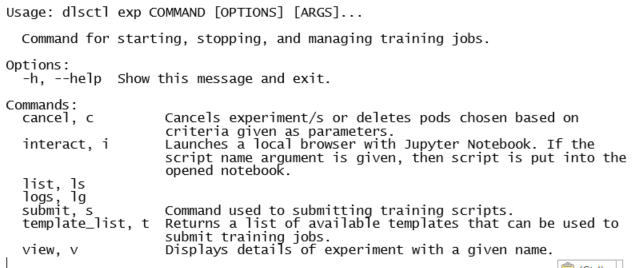 Usage: dlsctl exp COMMAND [OPTIONS] [ARGS]...
Command for starting, stopping, and managing training jobs.
Options:
-h, --help  Show this message and exit.
Commands:
cancel, c           Cancels experiment/s or deletes pods chosen based on
criteria given as parameters.
interact, i         Launches a local browser with Jupyter Notebook. If the
script name argument is given, then script is put into the
opened notebook.
list, ls
logs, lg
submit, s           Command used to submitting training scripts.
template_list, t  Returns a list of available templates that can be used to
submit training jobs.
view, v             Displays details of experiment with a given name.